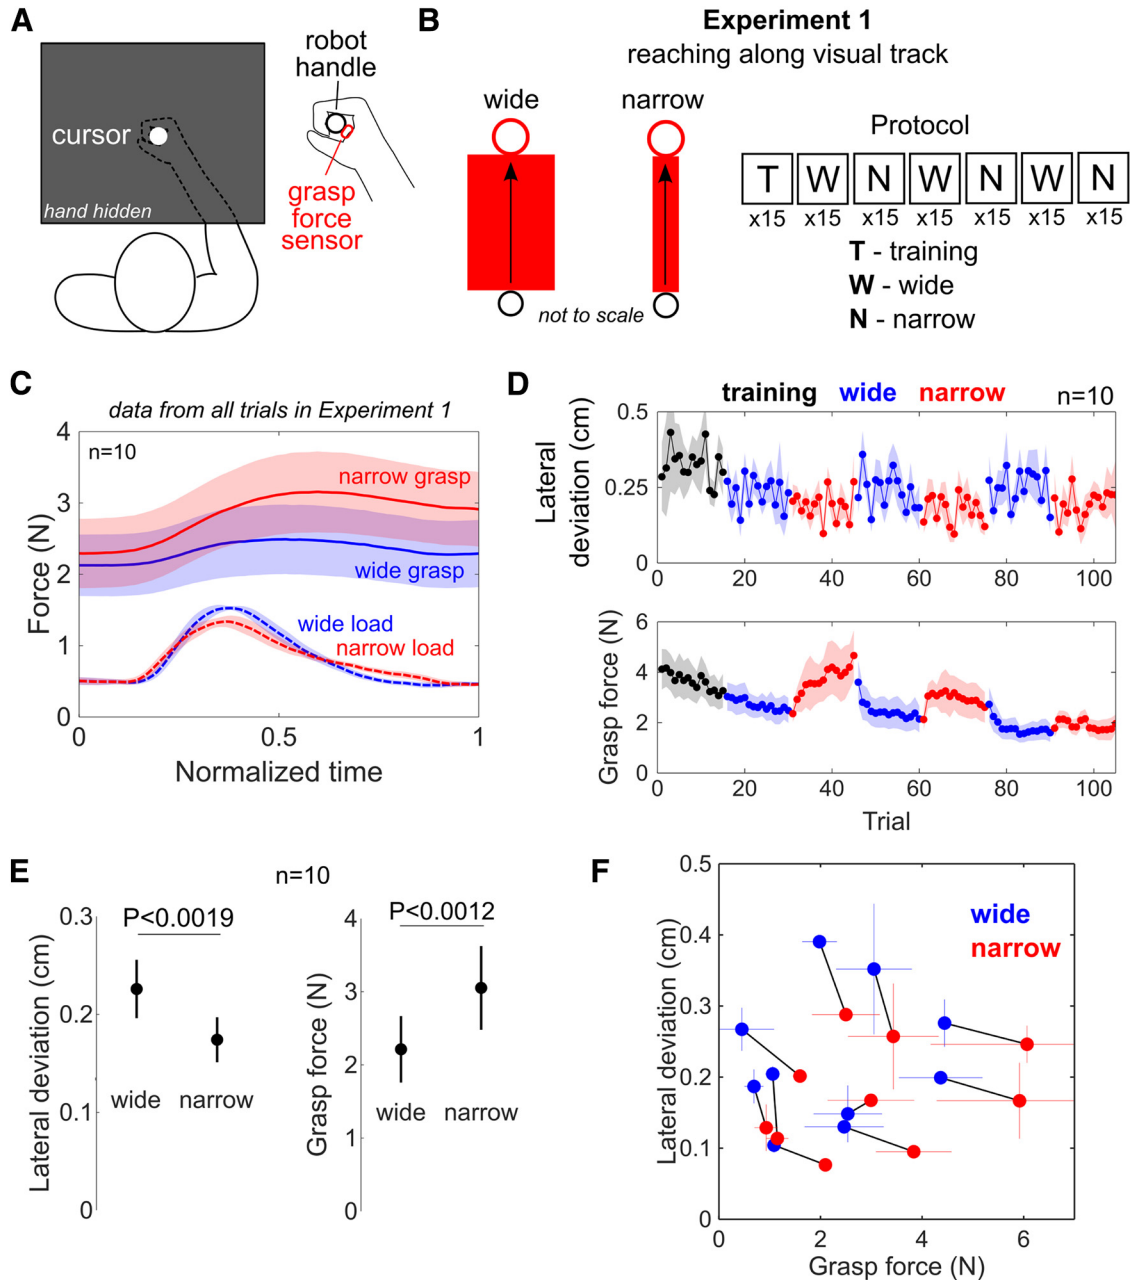 A
cursor
hand hidden
robot
handle
grasp
force
sensor
B
Experiment 1
reaching along visual track
wide
narrow
not to scale
Protocol
T W N W N W N
x15 x15 x15 x15 x15 x15 x15
T - training
W - wide
N - narrow
C
data from all trials in Experiment 1
n=10
narrow grasp
wide grasp
wide load
narrow load
Force (N)
4
3
2
1
0
0 0.5 1
Normalized time
D
training wide narrow n=10
Lateral
deviation (cm)
0.5
0.25
0
0 20 40 60 80 100
Grasp force (N)
6
4
2
0
20 40 60 80 100
Trial
E
n=10
P<0.0019
Lateral deviation (cm)
0.3
0.2
0.1
0
wide narrow
P<0.0012
Grasp force (N)
4
3
2
1
0
wide narrow
F
wide
narrow
Lateral deviation (cm)
0.5
0.4
0.3
0.2
0.1
0
0 2 4 6
Grasp force (N)